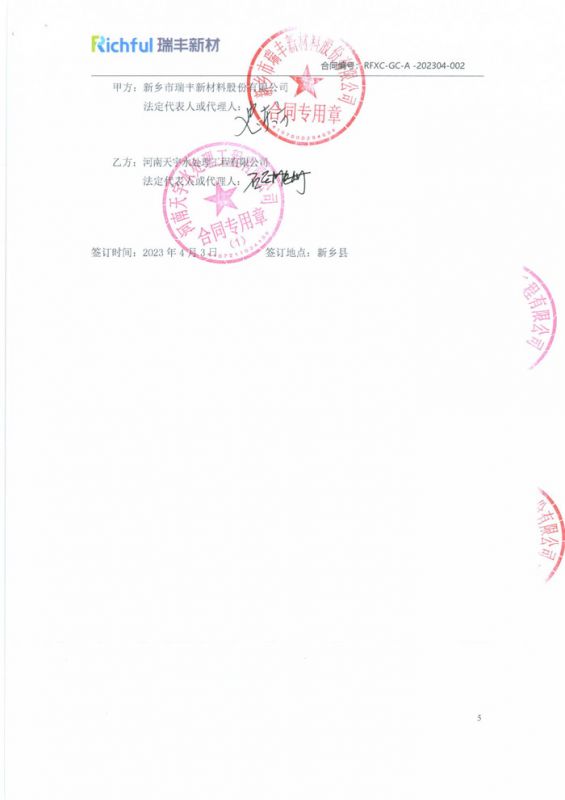 Richful 瑞丰新材
合同编号: RFXC-GC-A -202304-002
甲方: 新乡市瑞丰新材料股份有限公司
法定代表人或代理人:
新乡市瑞丰新材料股份有限公司
合同专用章
乙方: 河南天宇水处理工程有限公司
法定代表人或代理人:
河南天宇水处理工程有限公司
合同专用章
(1)
签订时间: 2023 年 4 月 3 日 签订地点: 新乡县
程有限公司
份有限公司
5